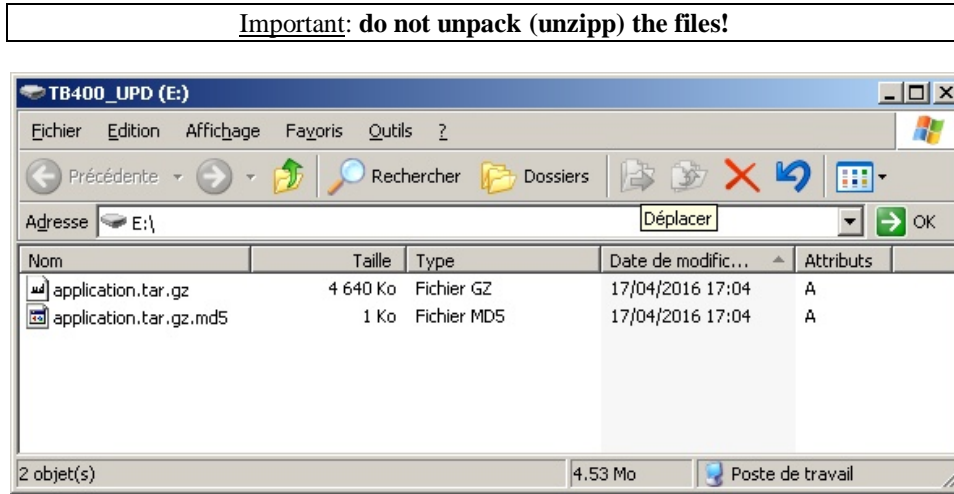 Important: do not unpack (unzipp) the files!
TB400_UPD (E:)
Fichier Edition Affichage Favoris Outils ?
Précédente Rechercher Dossiers
Déplacer
Adresse E:\ OK
Nom Taille Type Date de modific... Attributs
application.tar.gz 4 640 Ko Fichier GZ 17/04/2016 17:04 A
application.tar.gz.md5 1 Ko Fichier MD5 17/04/2016 17:04 A
2 objet(s) 4.53 Mo Poste de travail